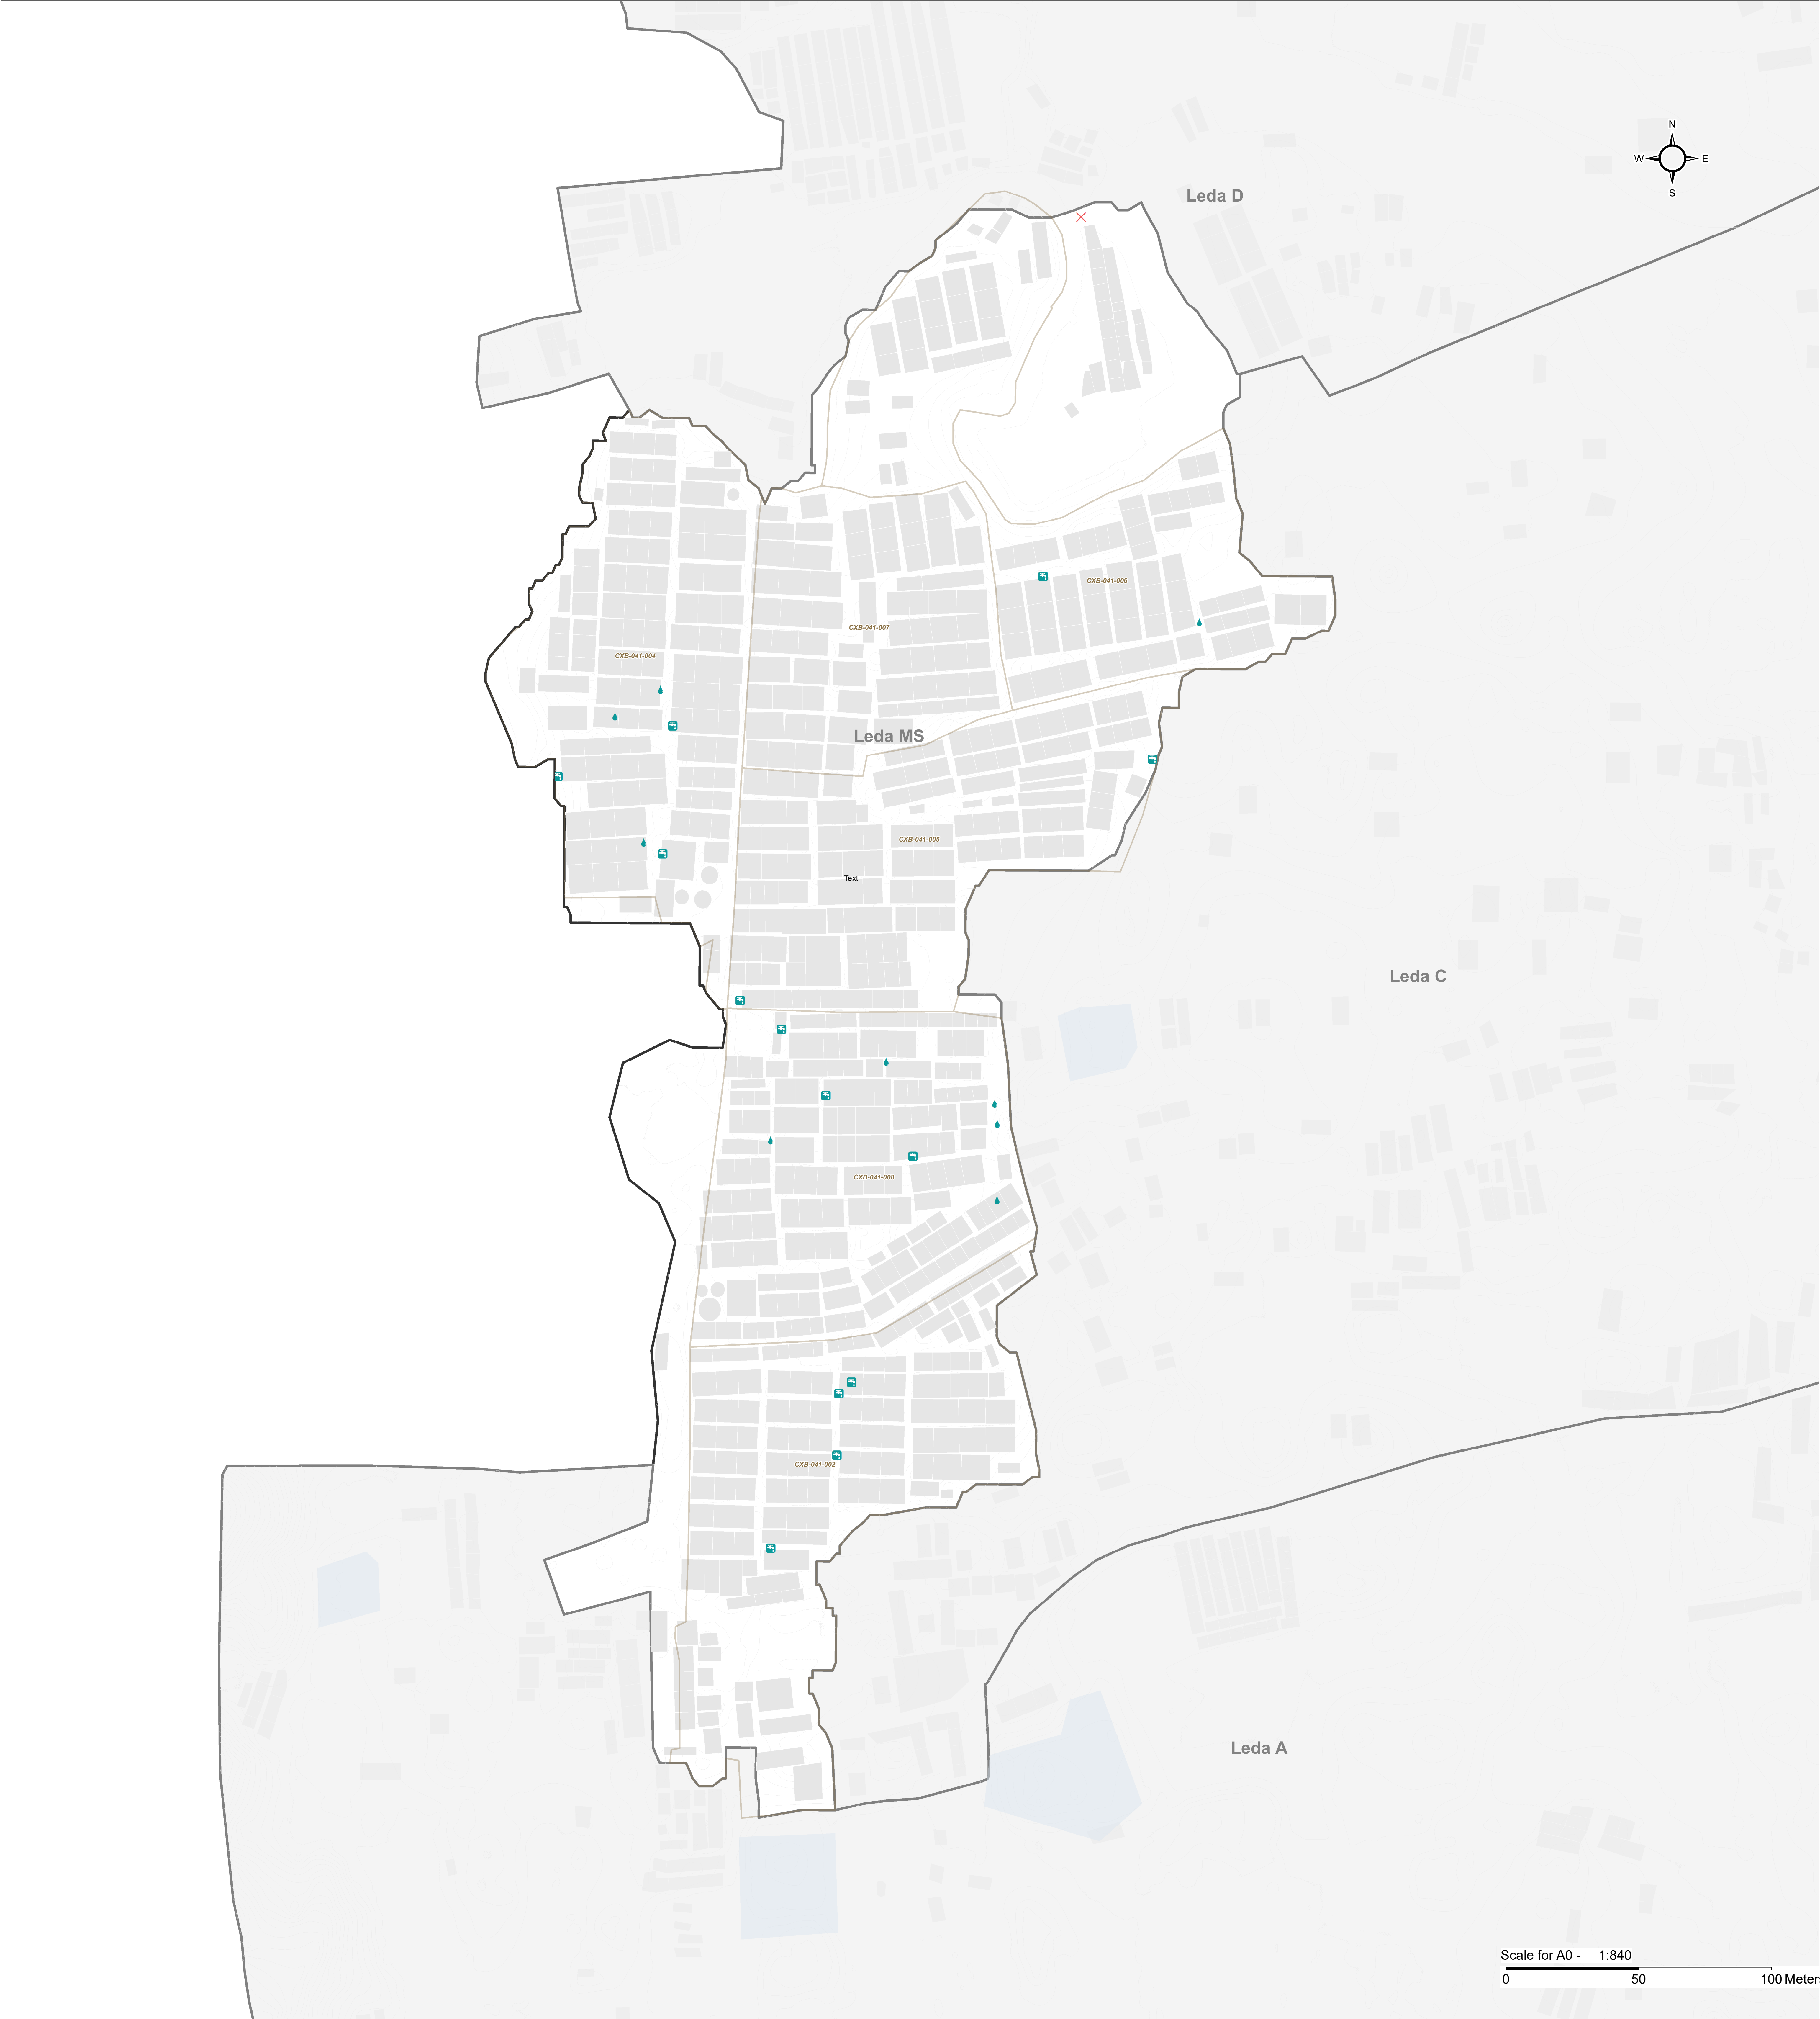 N
W E
S
Leda D
CXB-041-006
CXB-041-007
CXB-041-004
Leda MS
CXB-041-005
Text
Leda C
CXB-041-008
CXB-041-002
Leda A
Scale for A0 - 1:840
0 50 100 Meters